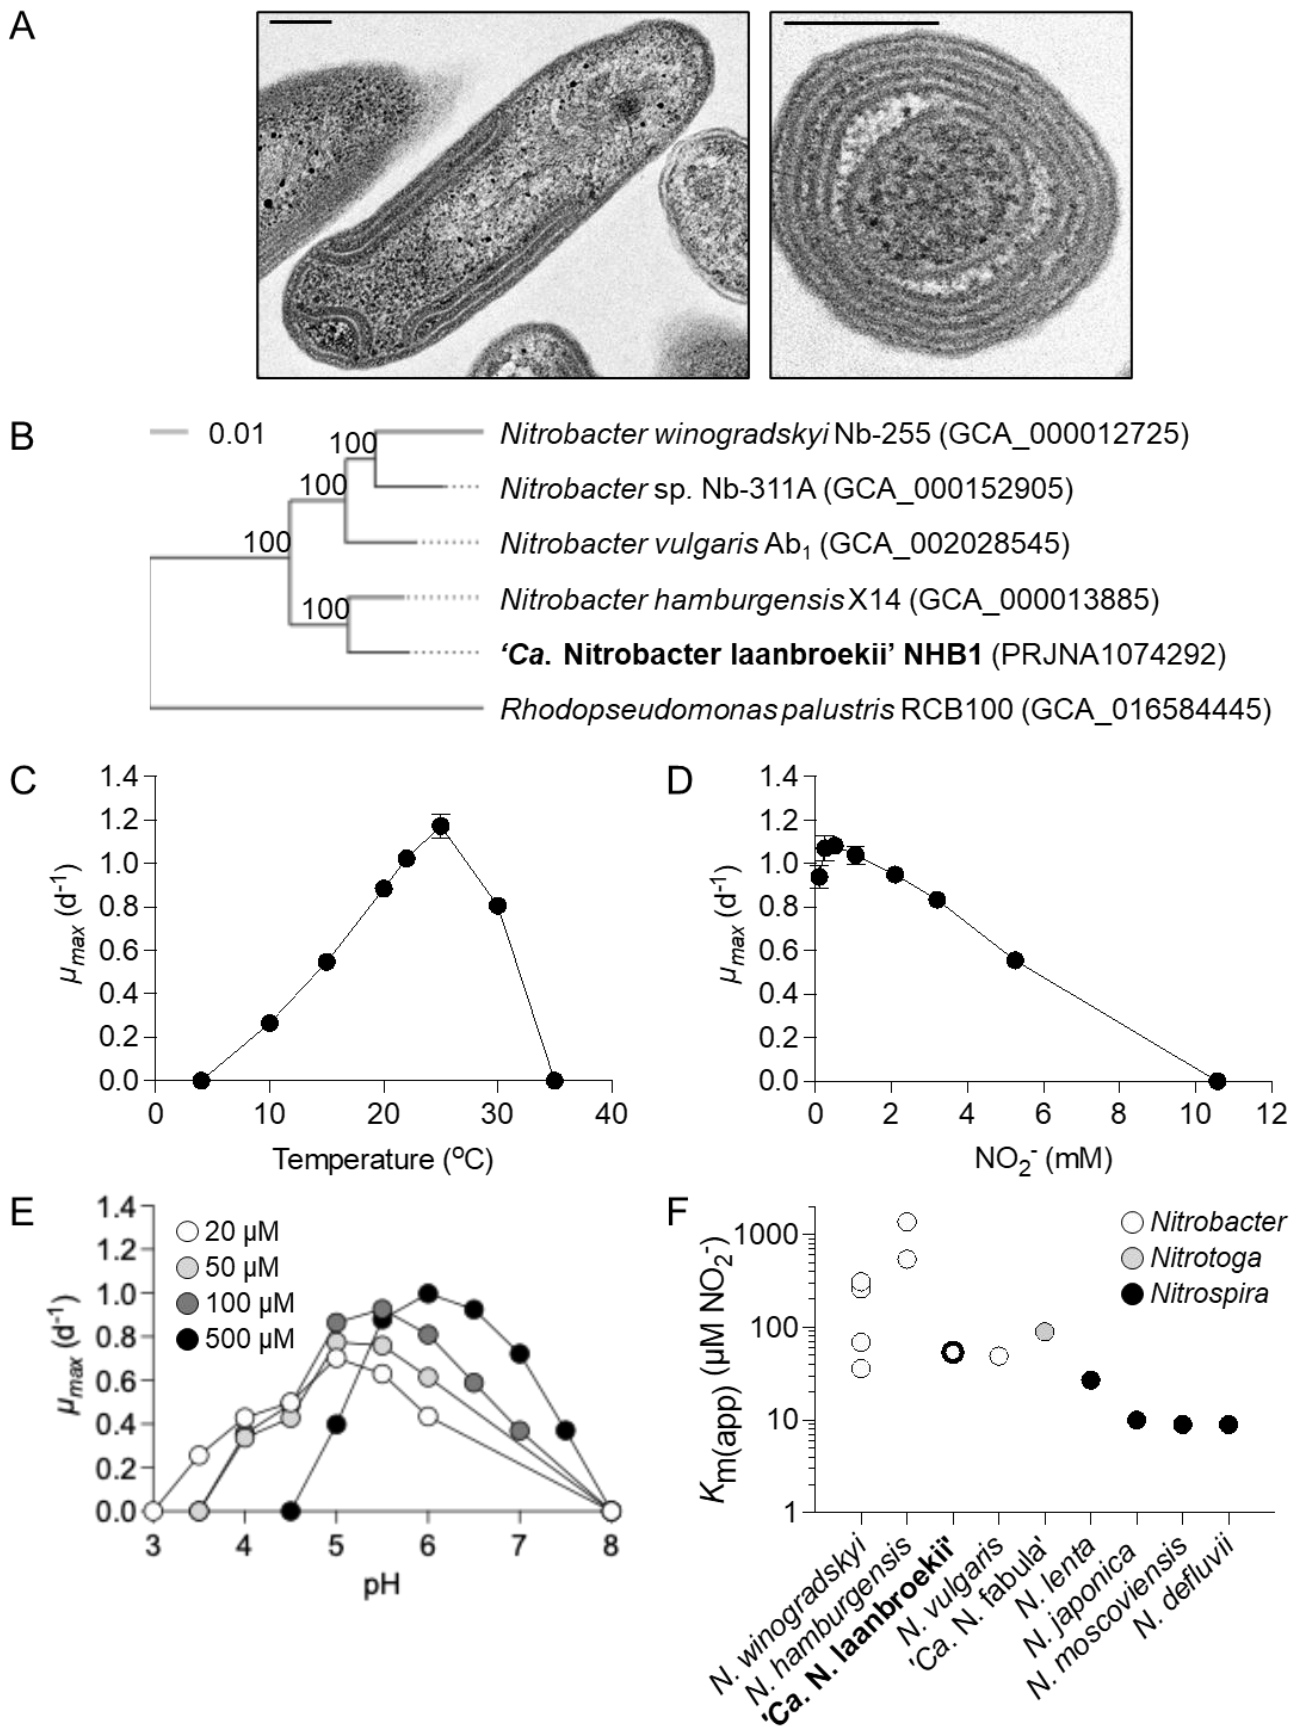 A
B
0.01
100
100
100
100
Nitrobacter winogradskyi Nb-255 (GCA_000012725)
Nitrobacter sp. Nb-311A (GCA_000152905)
Nitrobacter vulgaris Ab1 (GCA_002028545)
Nitrobacter hamburgensis X14 (GCA_000013885)
‘Ca. Nitrobacter laanbroekii’ NHB1 (PRJNA1074292)
Rhodopseudomonas palustris RCB100 (GCA_016584445)
C
μmax (d-1)
1.4
1.2
1.0
0.8
0.6
0.4
0.2
0.0
0 10 20 30 40
Temperature (oC)
D
μmax (d-1)
1.4
1.2
1.0
0.8
0.6
0.4
0.2
0.0
0 2 4 6 8 10 12
NO2- (mM)
E
μmax (d-1)
1.4
1.2
1.0
0.8
0.6
0.4
0.2
0.0
20 μM
50 μM
100 μM
500 μM
3 4 5 6 7 8
pH
F
Km(app) (μM NO2-)
1000
100
10
1
Nitrobacter
Nitrotoga
Nitrospira
N. winogradskyi
N. hamburgensis
'Ca. N. laanbroekii'
N. vulgaris
'Ca. N. fabula'
N. lenta
N. japonica
N. moscoviensis
N. defluvii